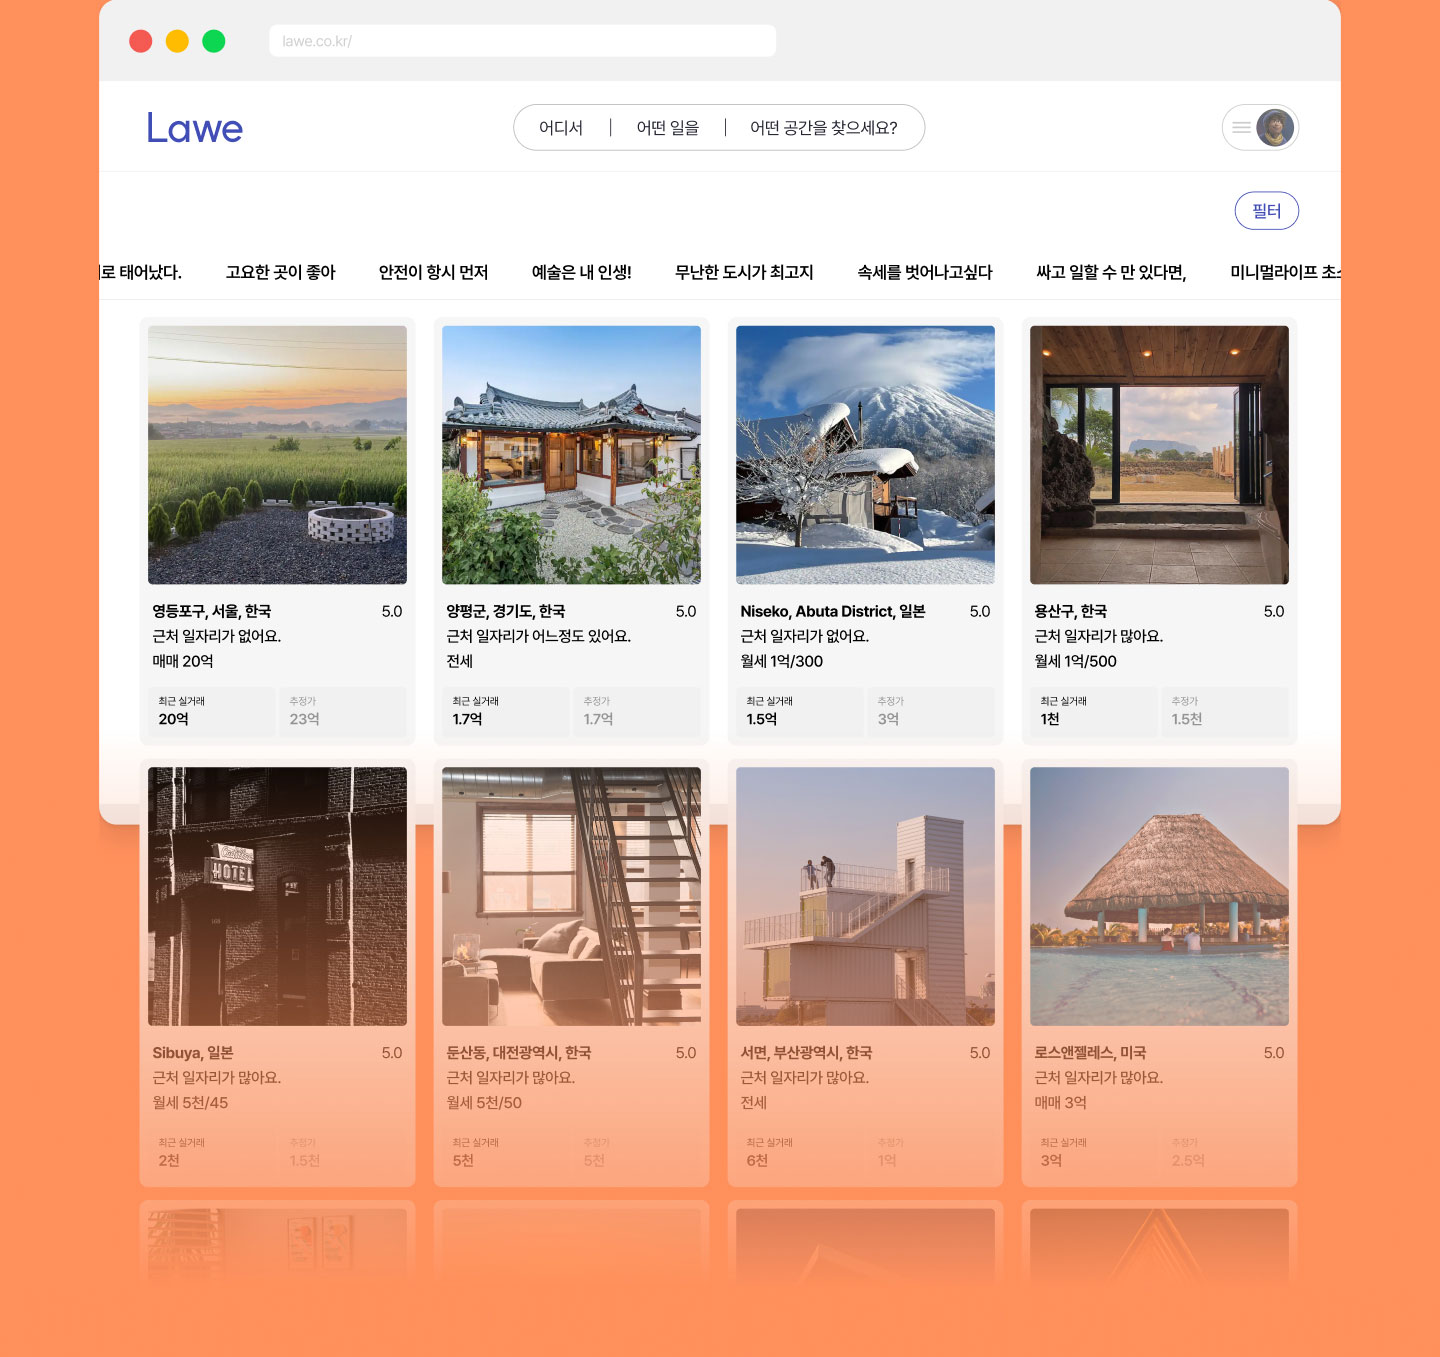 lawe.co.kr/
Lawe
어디서 | 어떤 일을 | 어떤 공간을 찾으세요?
필터
로 태어났다. 고요한 곳이 좋아 안전이 항시 먼저 예술은 내 인생! 무난한 도시가 최고지 속세를 벗어나고싶다 싸고 일할 수 만 있다면, 미니멀라이프
영등포구, 서울, 한국 5.0
근처 일자리가 없어요.
매매 20억
최근 실거래 추정가
20억 23억
양평군, 경기도, 한국 5.0
근처 일자리가 어느정도 있어요.
전세
최근 실거래 추정가
1.7억 1.7억
Niseko, Abuta District, 일본 5.0
근처 일자리가 없어요.
월세 1억/300
최근 실거래 추정가
1.5억 3억
용산구, 한국 5.0
근처 일자리가 많아요.
월세 1억/500
최근 실거래 추정가
1천 1.5천
Cadillac
HOTEL
Sibuya, 일본 5.0
근처 일자리가 많아요.
월세 5천/45
최근 실거래 추정가
2천 1.5천
둔산동, 대전광역시, 한국 5.0
근처 일자리가 많아요.
월세 5천/50
최근 실거래 추정가
5천 5천
서면, 부산광역시, 한국 5.0
근처 일자리가 많아요.
전세
최근 실거래 추정가
6천 1억
로스앤젤레스, 미국 5.0
근처 일자리가 많아요.
매매 3억
최근 실거래 추정가
3억 2.5억